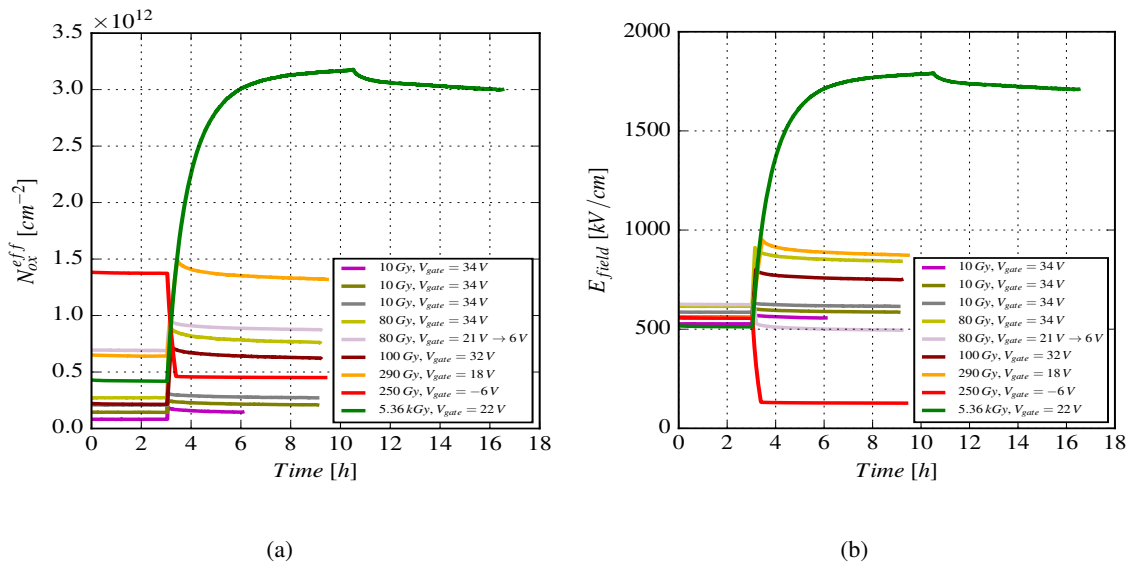 ×10^12
3.5
3.0
2.5
2.0
1.5
1.0
0.5
0.0
N_ox^eff [cm^−2]
0 2 4 6 8 10 12 14 16 18
Time [h]
10 Gy, V_gate = 34 V
10 Gy, V_gate = 34 V
10 Gy, V_gate = 34 V
80 Gy, V_gate = 34 V
80 Gy, V_gate = 21 V → 6 V
100 Gy, V_gate = 32 V
290 Gy, V_gate = 18 V
250 Gy, V_gate = −6 V
5.36 kGy, V_gate = 22 V
(a)
2000
1500
1000
500
0
E_field [kV/cm]
0 2 4 6 8 10 12 14 16 18
Time [h]
10 Gy, V_gate = 34 V
10 Gy, V_gate = 34 V
10 Gy, V_gate = 34 V
80 Gy, V_gate = 34 V
80 Gy, V_gate = 21 V → 6 V
100 Gy, V_gate = 32 V
290 Gy, V_gate = 18 V
250 Gy, V_gate = −6 V
5.36 kGy, V_gate = 22 V
(b)